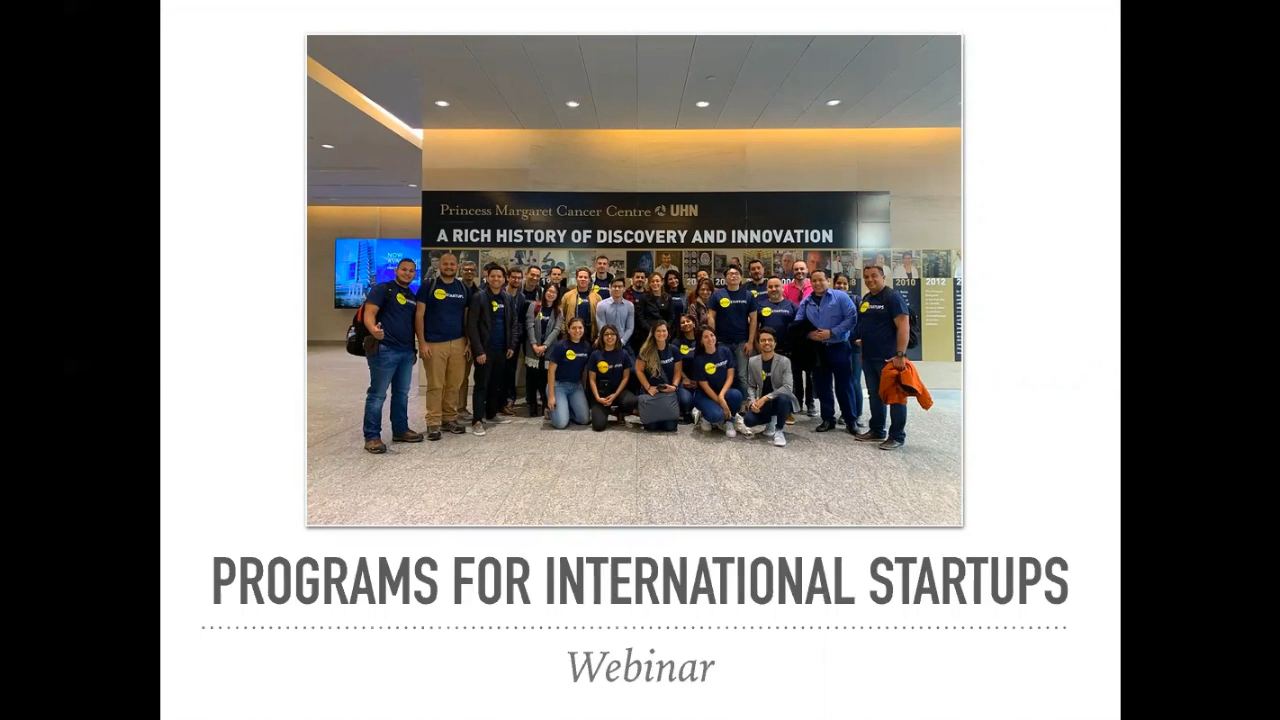 Princess Margaret Cancer Centre UHN
A RICH HISTORY OF DISCOVERY AND INNOVATION
2010 2012
PROGRAMS FOR INTERNATIONAL STARTUPS
Webinar